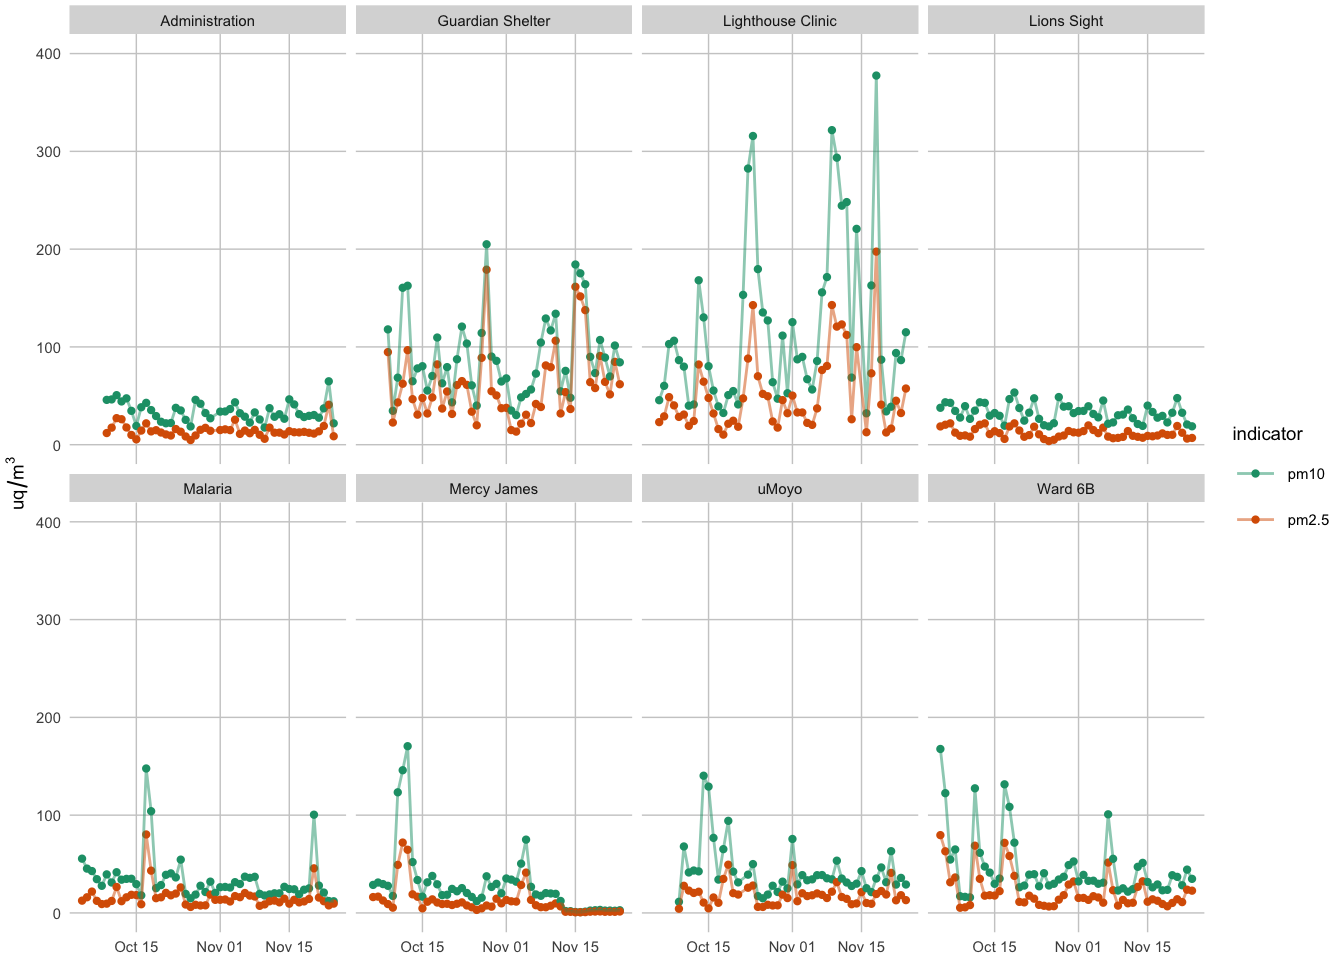 Administration
Guardian Shelter
Lighthouse Clinic
Lions Sight
400
300
200
100
0
Malaria
Mercy James
uMoyo
Ward 6B
400
300
200
100
0
Oct 15 Nov 01 Nov 15
Oct 15 Nov 01 Nov 15
Oct 15 Nov 01 Nov 15
Oct 15 Nov 01 Nov 15
uq/m³
indicator
pm10
pm2.5